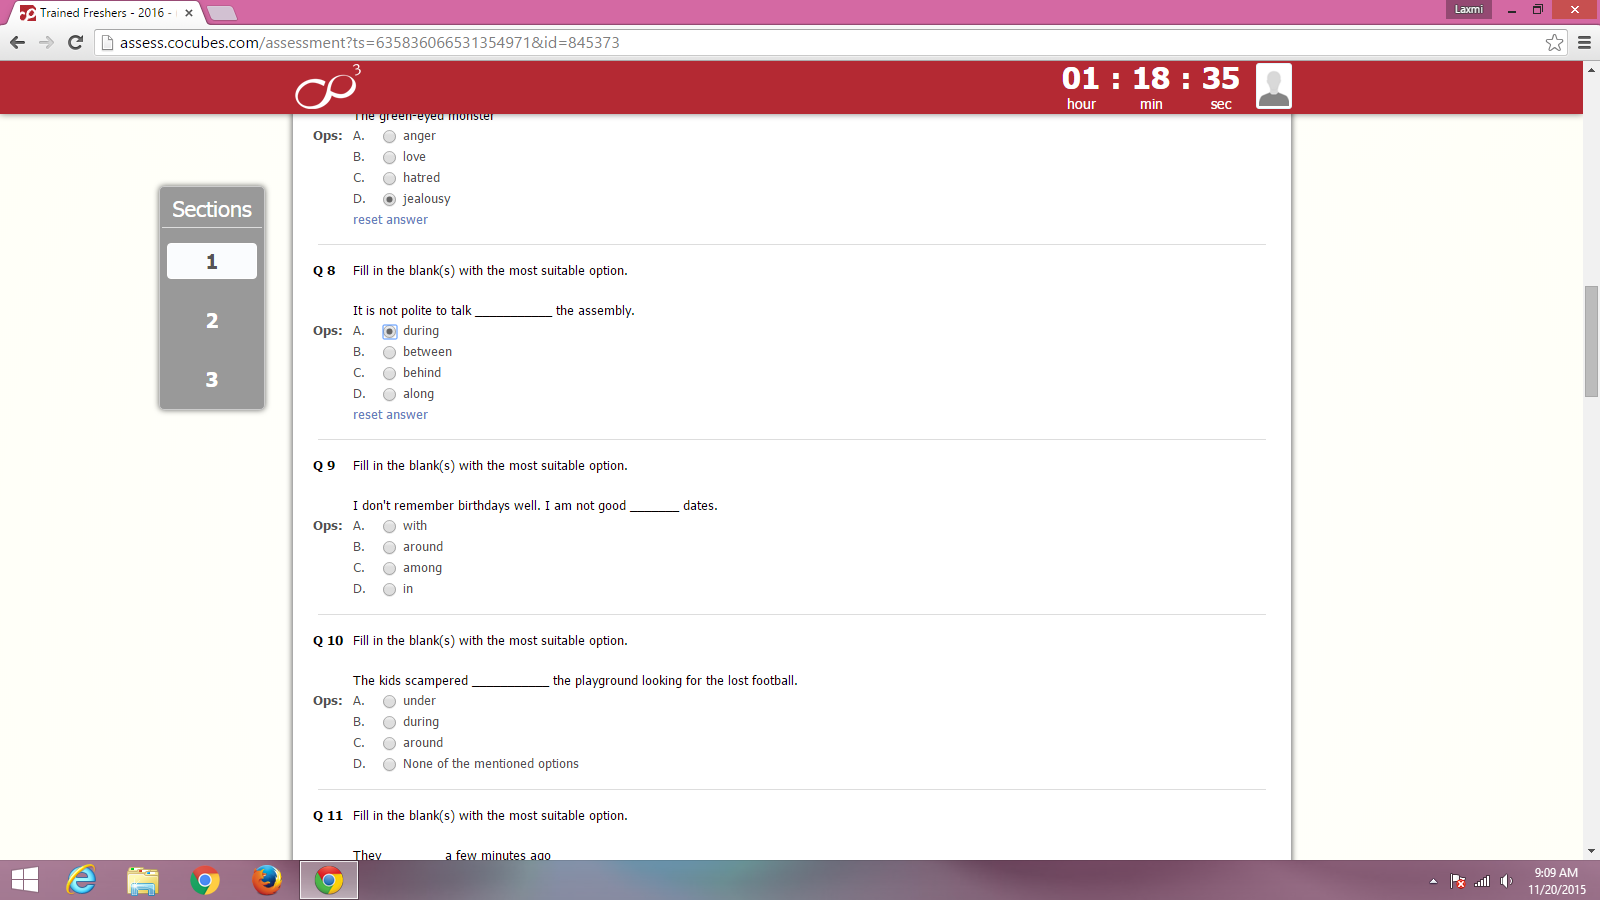 Trained Freshers - 2016 -
Laxmi
assess.cocubes.com/assessment?ts=635836066531354971&id=845373
3
01 : 18 : 35
hour min sec
The green-eyed monster
Ops: A. anger
B. love
C. hatred
D. jealousy
reset answer
Sections
1
2
3
Q 8 Fill in the blank(s) with the most suitable option.
It is not polite to talk ___________ the assembly.
Ops: A. during
B. between
C. behind
D. along
reset answer
Q 9 Fill in the blank(s) with the most suitable option.
I don't remember birthdays well. I am not good _______ dates.
Ops: A. with
B. around
C. among
D. in
Q 10 Fill in the blank(s) with the most suitable option.
The kids scampered ___________ the playground looking for the lost football.
Ops: A. under
B. during
C. around
D. None of the mentioned options
Q 11 Fill in the blank(s) with the most suitable option.
They ________ a few minutes ago
9:09 AM
11/20/2015